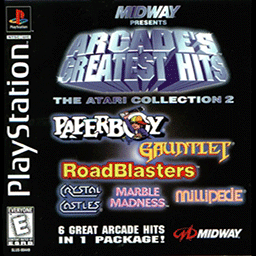 MIDWAY
PRESENTS
ARCADE'S
GREATEST HITS
THE ATARI COLLECTION 2
PlayStation
PAPERBOY
GAUNTLET
RoadBlasters
CRYSTAL
CASTLES
MARBLE
MADNESS
MILLIPEDE
6 GREAT ARCADE HITS
IN 1 PACKAGE!
MIDWAY
E